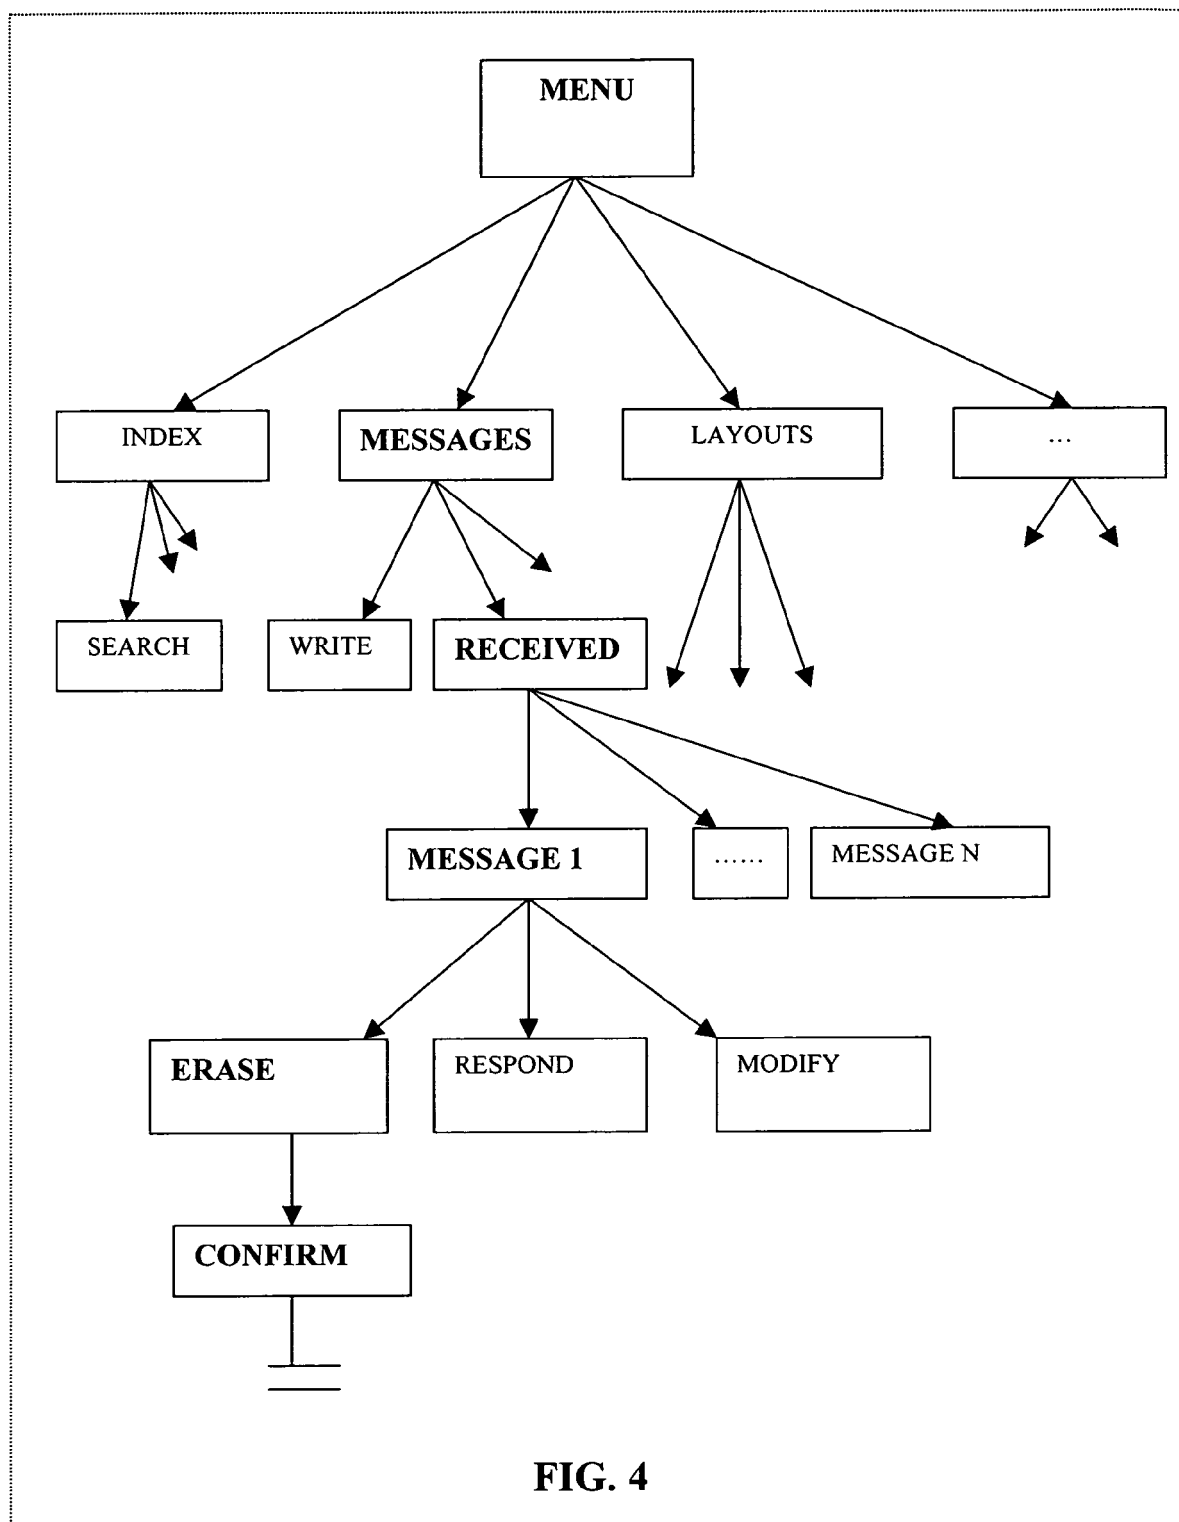 MENU
INDEX
MESSAGES
LAYOUTS
...
SEARCH
WRITE
RECEIVED
MESSAGE 1
......
MESSAGE N
ERASE
RESPOND
MODIFY
CONFIRM
FIG. 4